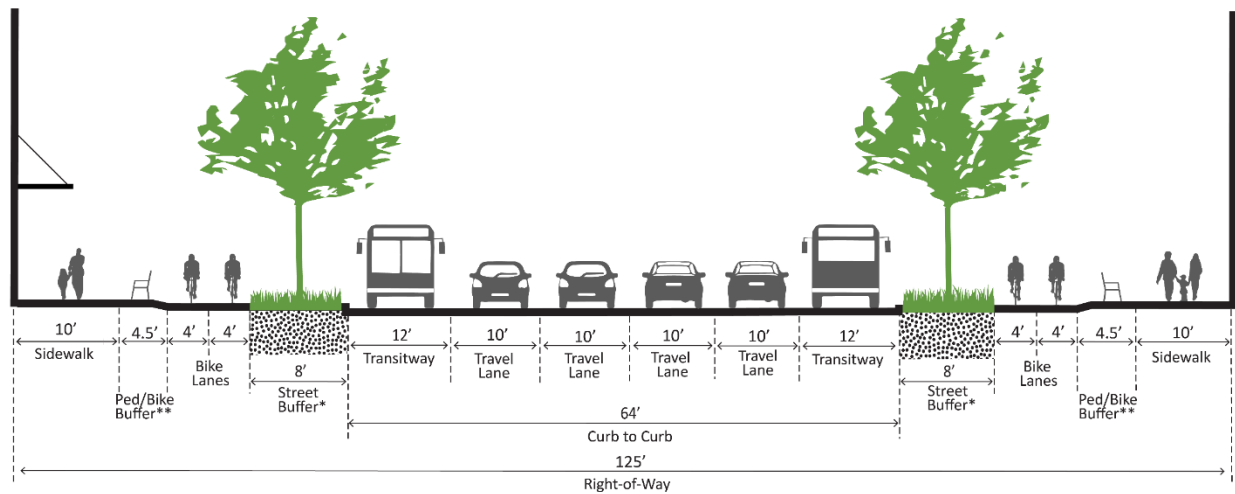 10’ 4.5’ 4’ 4’ 12’ 10’ 10’ 10’ 10’ 12’ 4’ 4’ 4.5’ 10’
Sidewalk Bike Transitway Travel Travel Travel Travel Transitway Bike Sidewalk
Lanes Lane Lane Lane Lane Lanes
8’ 8’
Ped/Bike Street Street Ped/Bike
Buffer** Buffer* Buffer* Buffer**
64’
Curb to Curb
125’
Right-of-Way